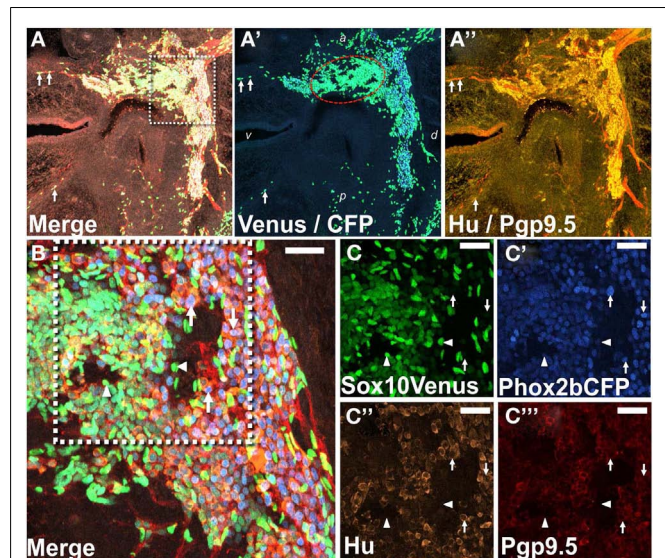 A
A'
A''
a
v
d
p
Merge
Venus / CFP
Hu / Pgp9.5
B
C
C'
Sox10Venus
Phox2bCFP
C''
C'''
Merge
Hu
Pgp9.5